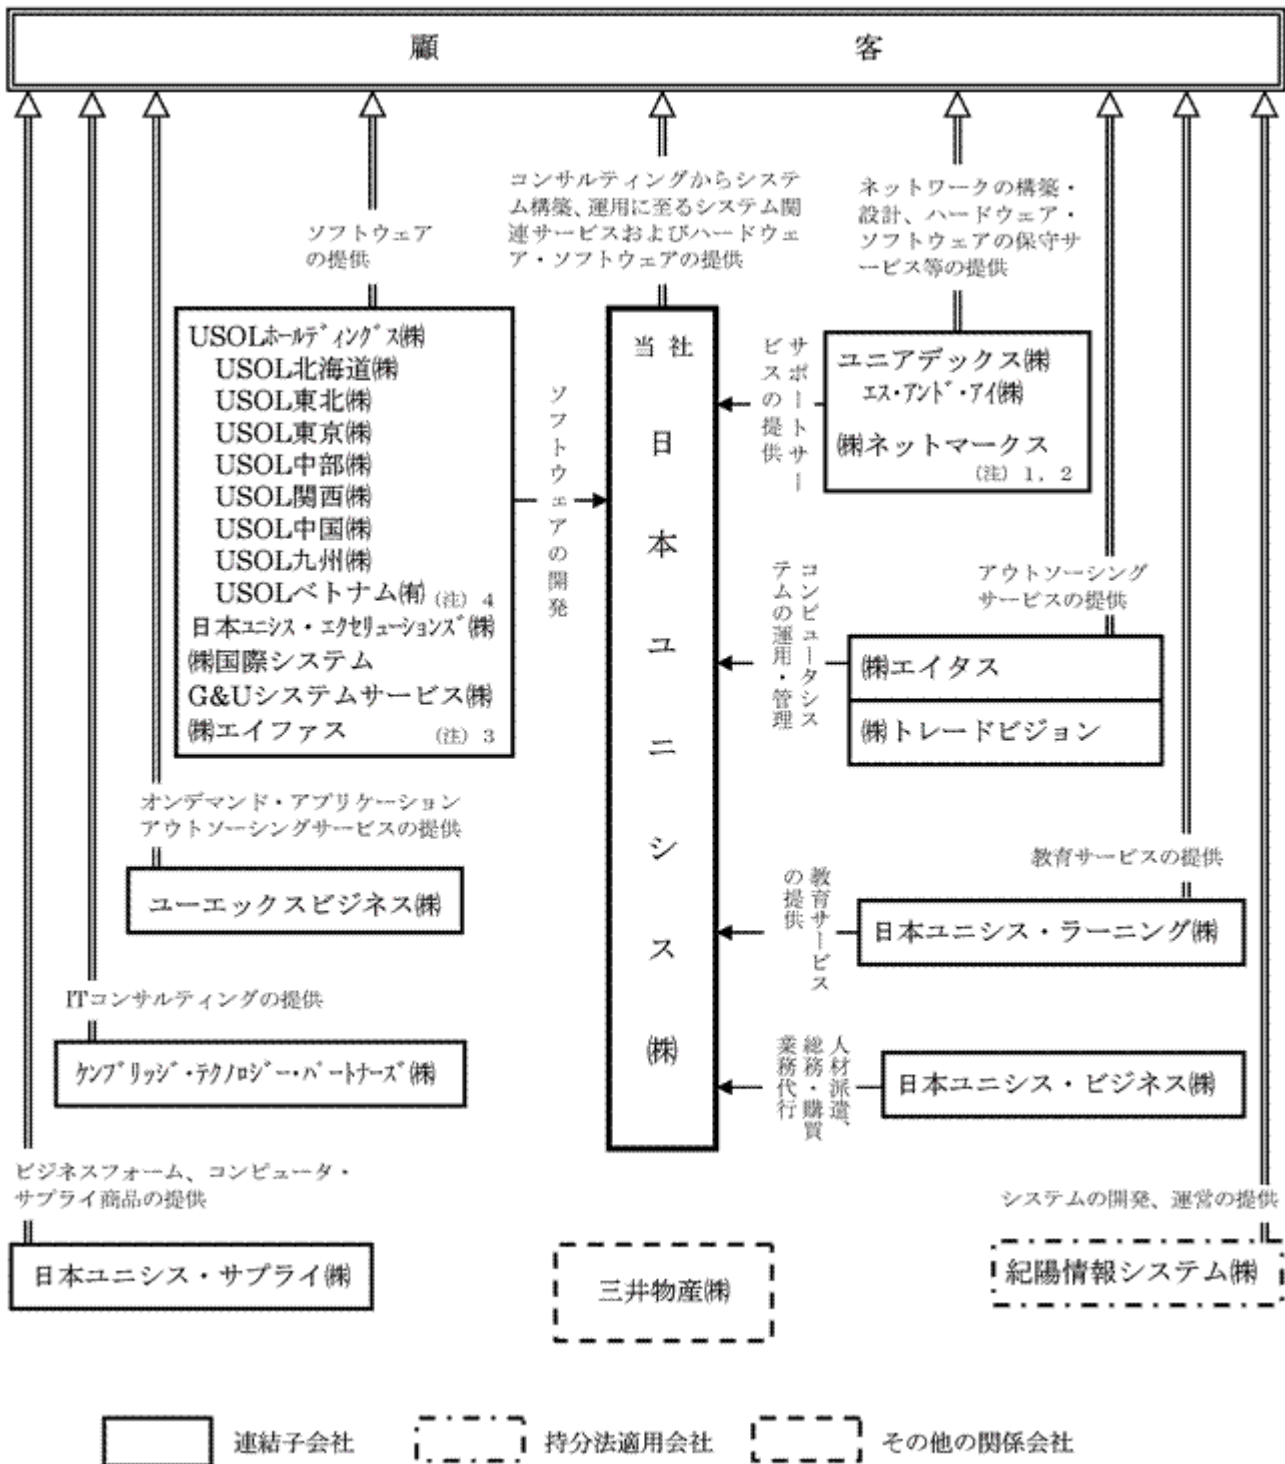 顧客
ソフトウェア
の提供
コンサルティングからシステ
ム構築、運用に至るシステム関
連サービスおよびハードウェ
ア・ソフトウェアの提供
ネットワークの構築・
設計、ハードウェア・
ソフトウェアの保守サ
ービス等の提供
USOLホールディングス㈱
USOL北海道㈱
USOL東北㈱
USOL東京㈱
USOL中部㈱
USOL関西㈱
USOL中国㈱
USOL九州㈱
USOLベトナム㈲ (注) 4
日本ユニシス・エクセリューションズ㈱
㈱国際システム
G&Uシステムサービス㈱
㈱エイファス (注) 3
ソフトウェアの開発
当社
日本ユニシス㈱
サポートサー
ビスの提供
ユニアデックス㈱
エス・アンド・アイ㈱
㈱ネットマークス
(注) 1, 2
コンピュータシス
テムの運用・管理
アウトソーシング
サービスの提供
㈱エイタス
㈱トレードビジョン
オンデマンド・アプリケーション
アウトソーシングサービスの提供
ユーエックスビジネス㈱
教育サービス
の提供
教育サービスの提供
日本ユニシス・ラーニング㈱
ITコンサルティングの提供
ケンブリッジ・テクノロジー・パートナーズ㈱
人材派遣、
総務・購買
業務代行
日本ユニシス・ビジネス㈱
ビジネスフォーム、コンピュータ・
サプライ商品の提供
日本ユニシス・サプライ㈱
三井物産㈱
システムの開発、運営の提供
紀陽情報システム㈱
連結子会社
持分法適用会社
その他の関係会社